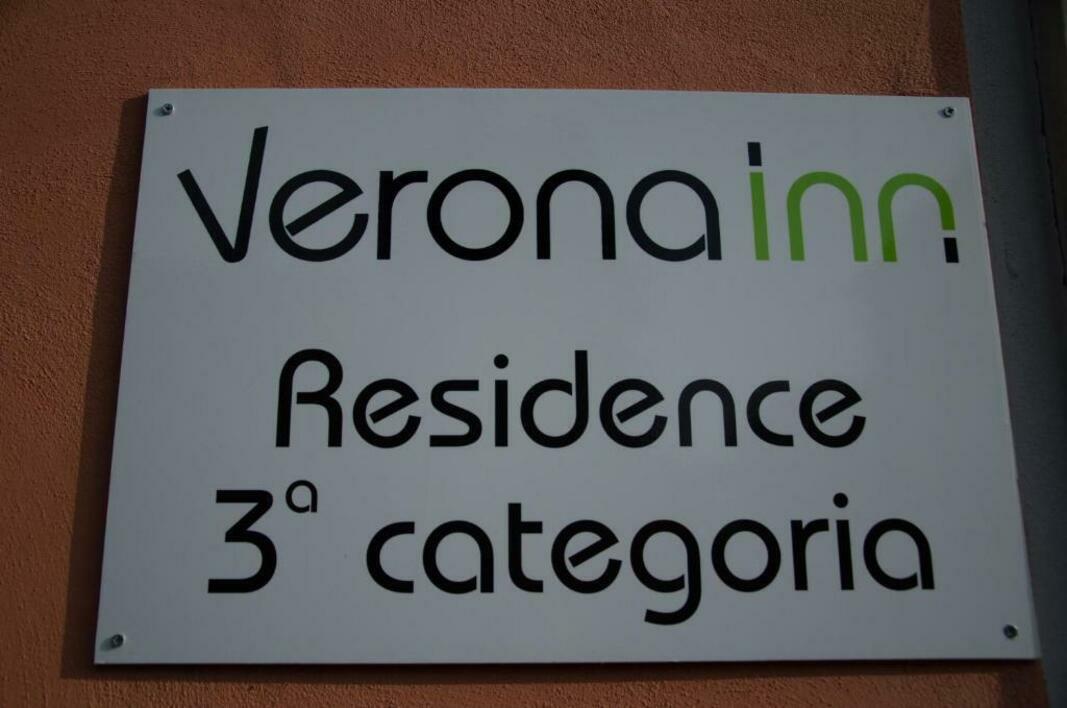 Verona inn
Residence
3ª categoria